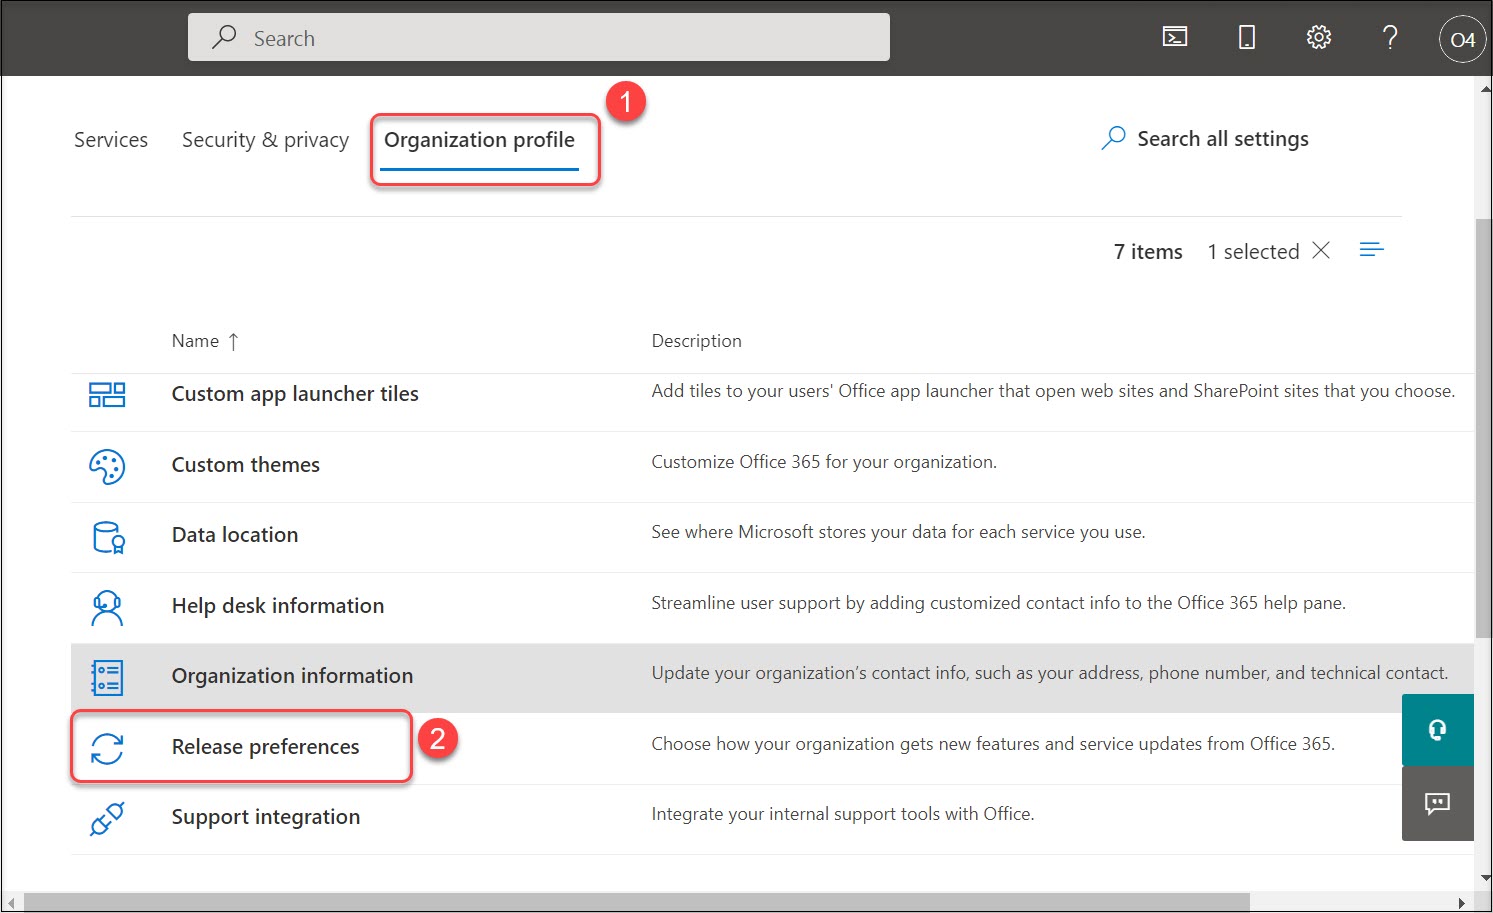 Search
O4
1
Services
Security & privacy
Organization profile
Search all settings
7 items
1 selected
Name ↑
Description
Custom app launcher tiles
Add tiles to your users' Office app launcher that open web sites and SharePoint sites that you choose.
Custom themes
Customize Office 365 for your organization.
Data location
See where Microsoft stores your data for each service you use.
Help desk information
Streamline user support by adding customized contact info to the Office 365 help pane.
Organization information
Update your organization’s contact info, such as your address, phone number, and technical contact.
Release preferences
2
Choose how your organization gets new features and service updates from Office 365.
Support integration
Integrate your internal support tools with Office.